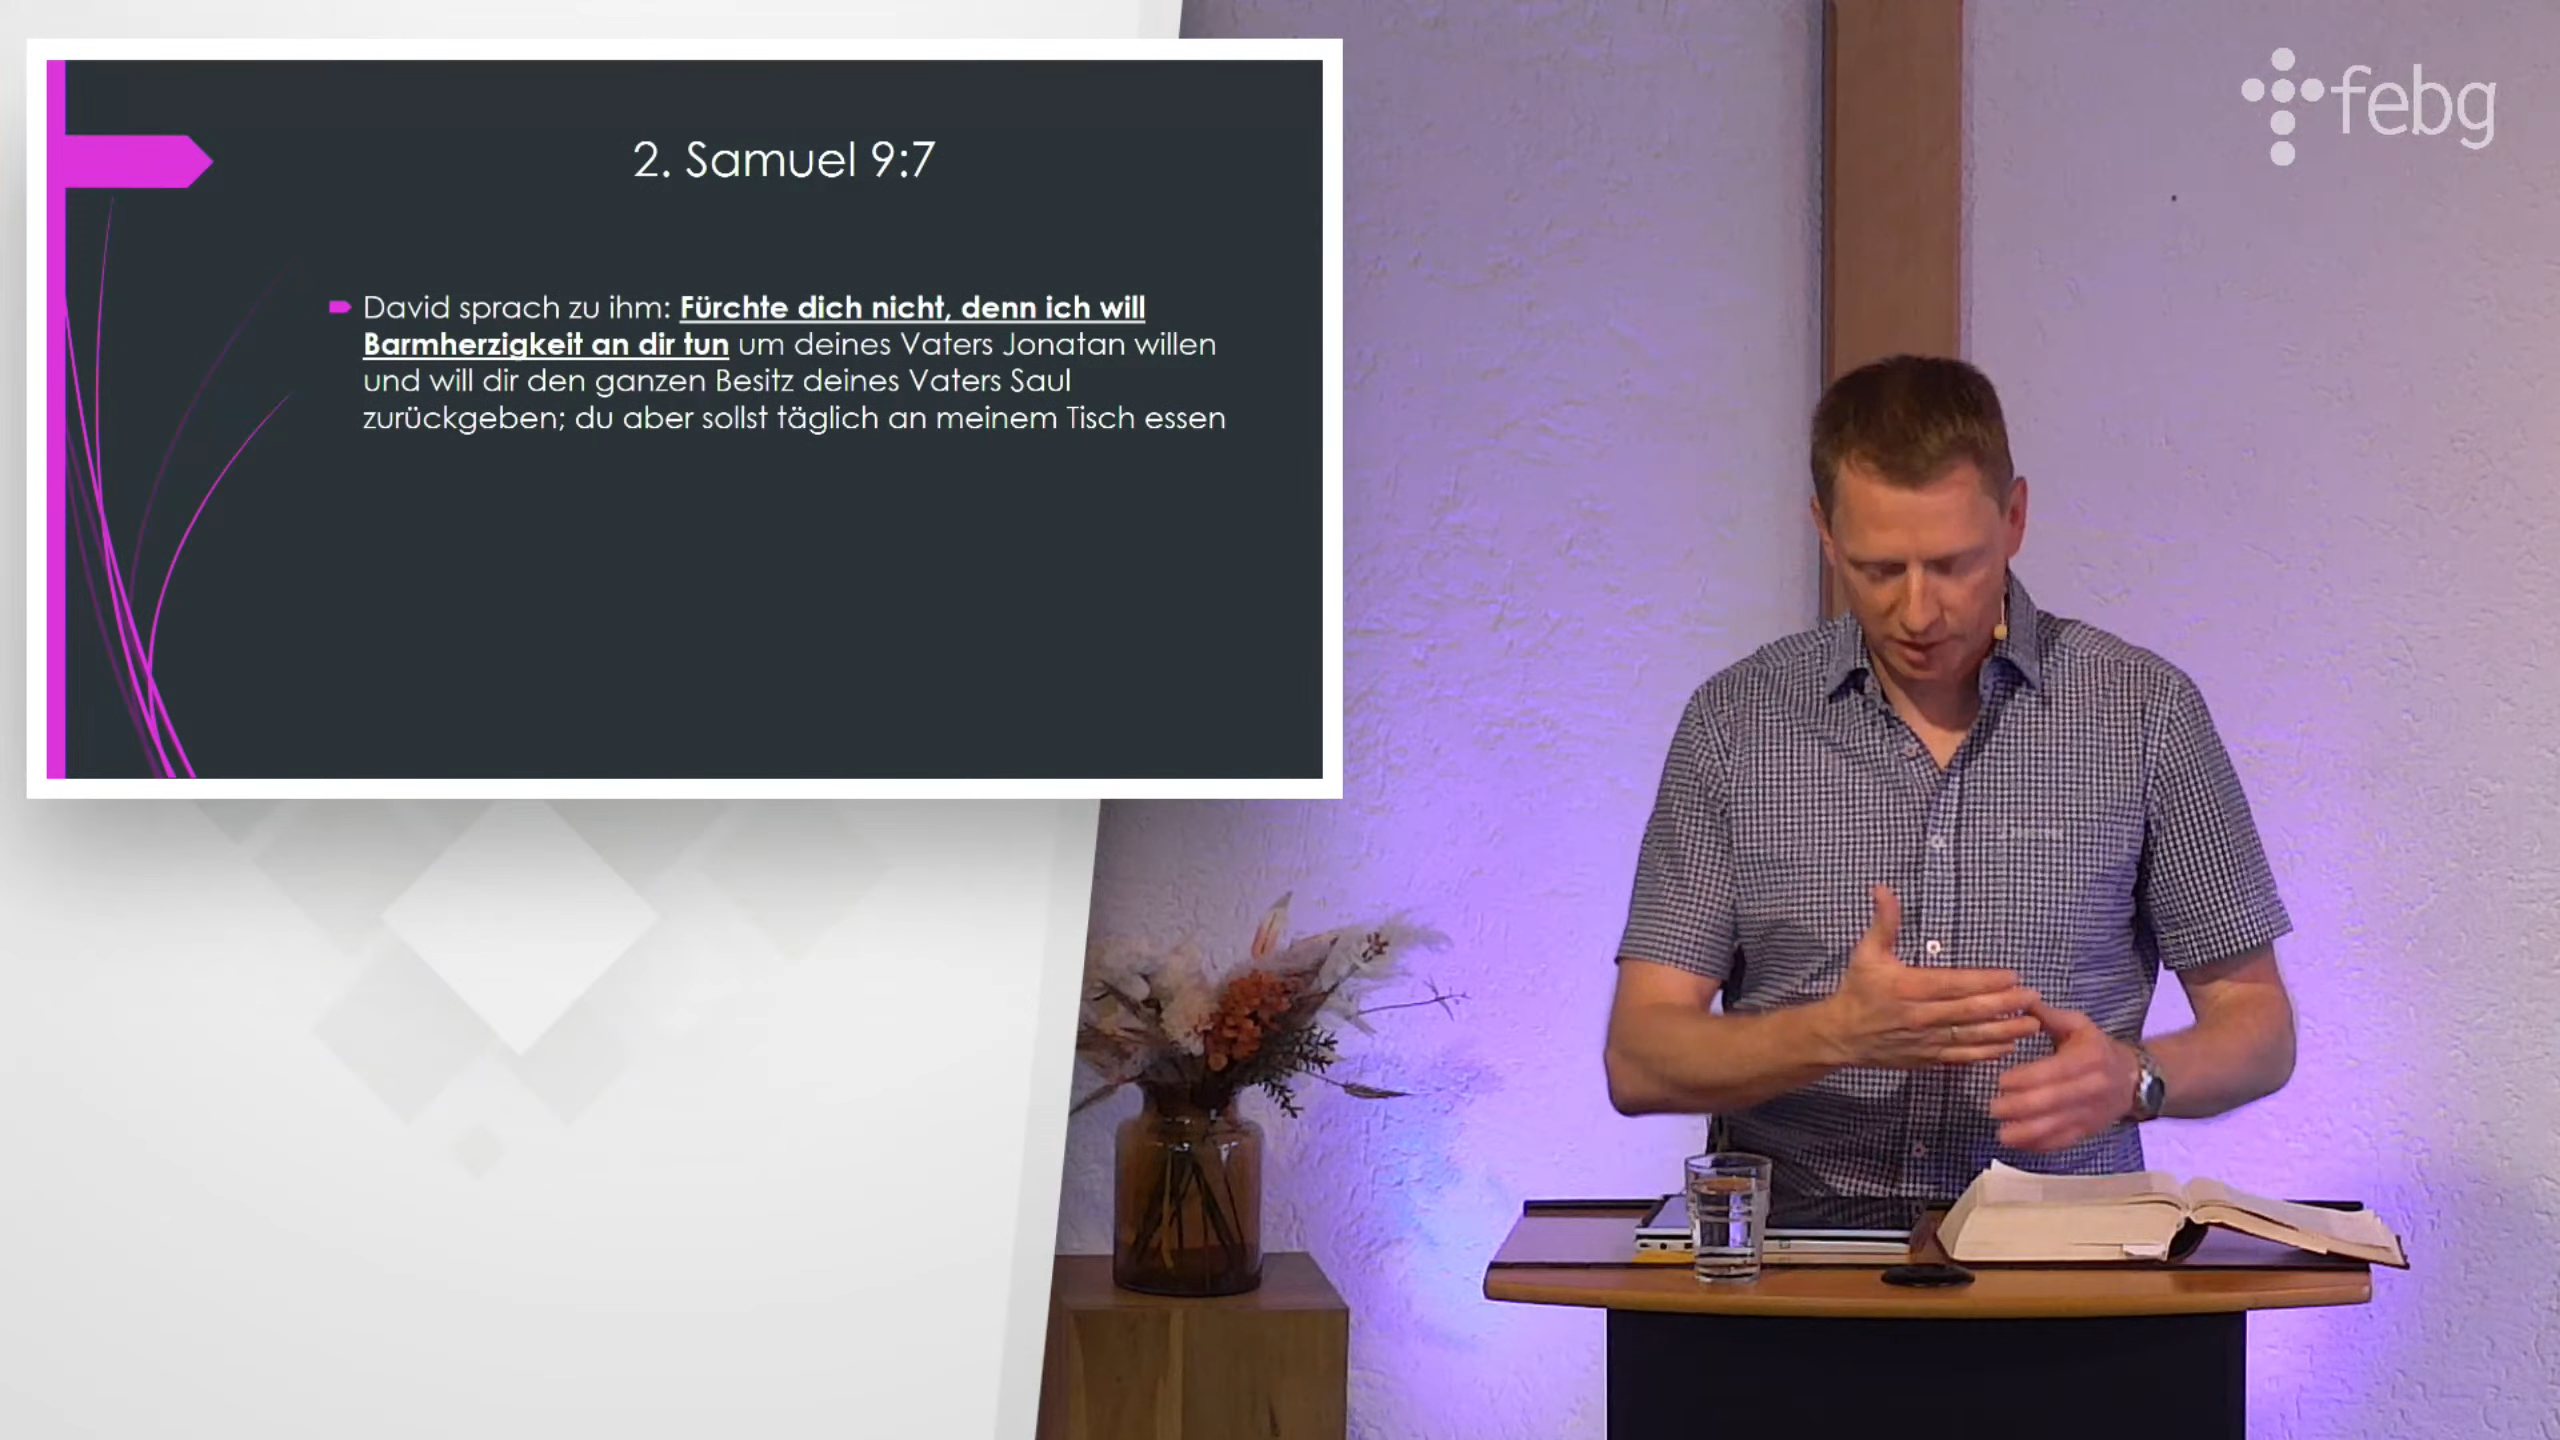 2. Samuel 9:7
David sprach zu ihm: Fürchte dich nicht, denn ich will
Barmherzigkeit an dir tun um deines Vaters Jonatan willen
und will dir den ganzen Besitz deines Vaters Saul
zurückgeben; du aber sollst täglich an meinem Tisch essen
febg